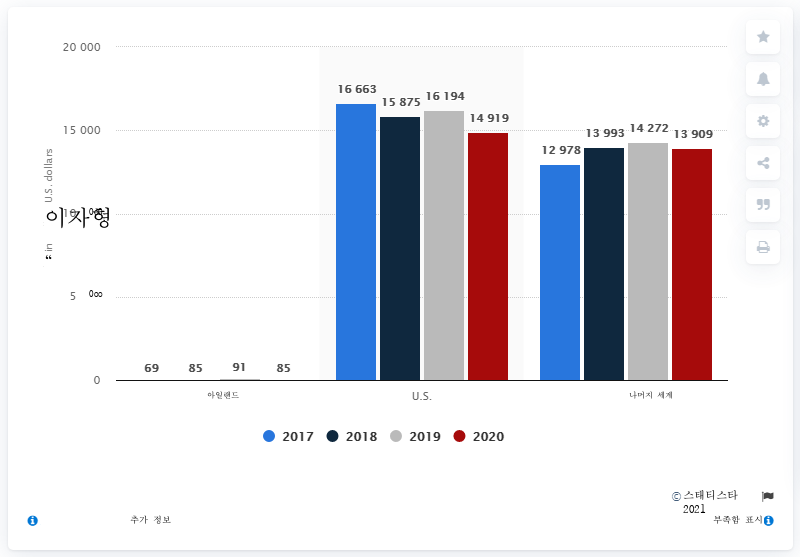 20 000
16 663
15 875
16 194
14 919
15 000
12 978
13 993
14 272
13 909
U.S. dollars
이자형
in
5
69
85
91
85
0
아일랜드
U.S.
나머지 세계
2017
2018
2019
2020
© 스태티스타
2021
추가 정보
부족함 표시